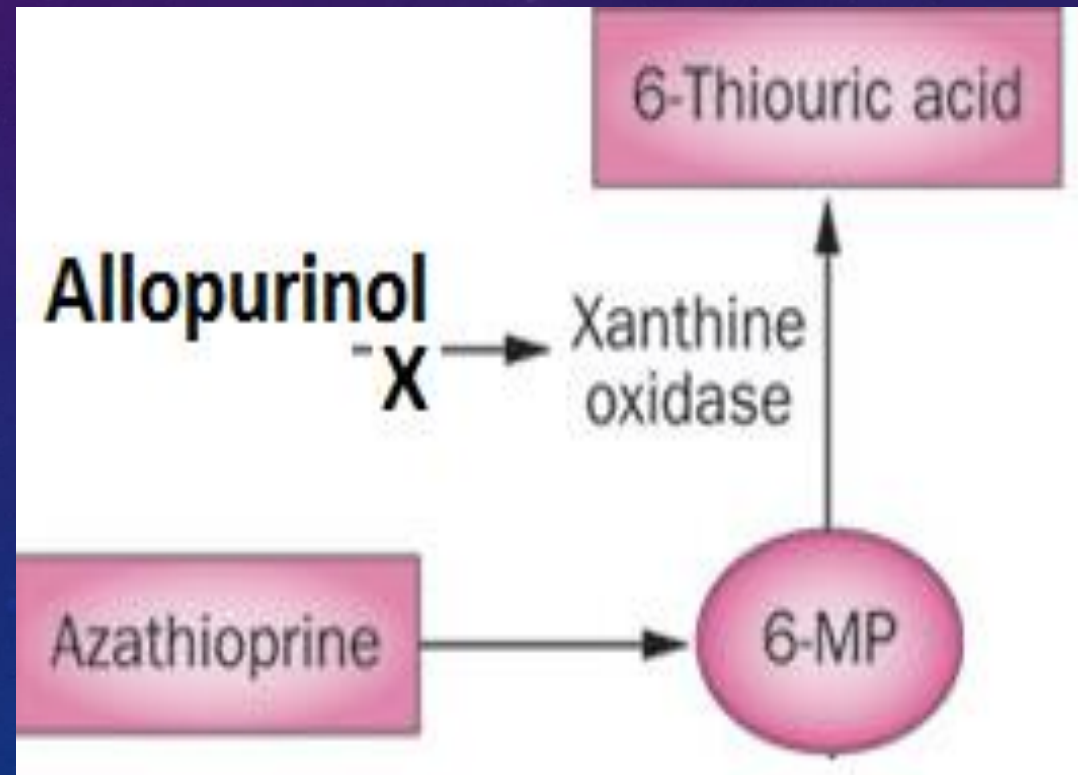 6-Thiouric acid
Allopurinol
X
Xanthine
oxidase
Azathioprine
6-MP